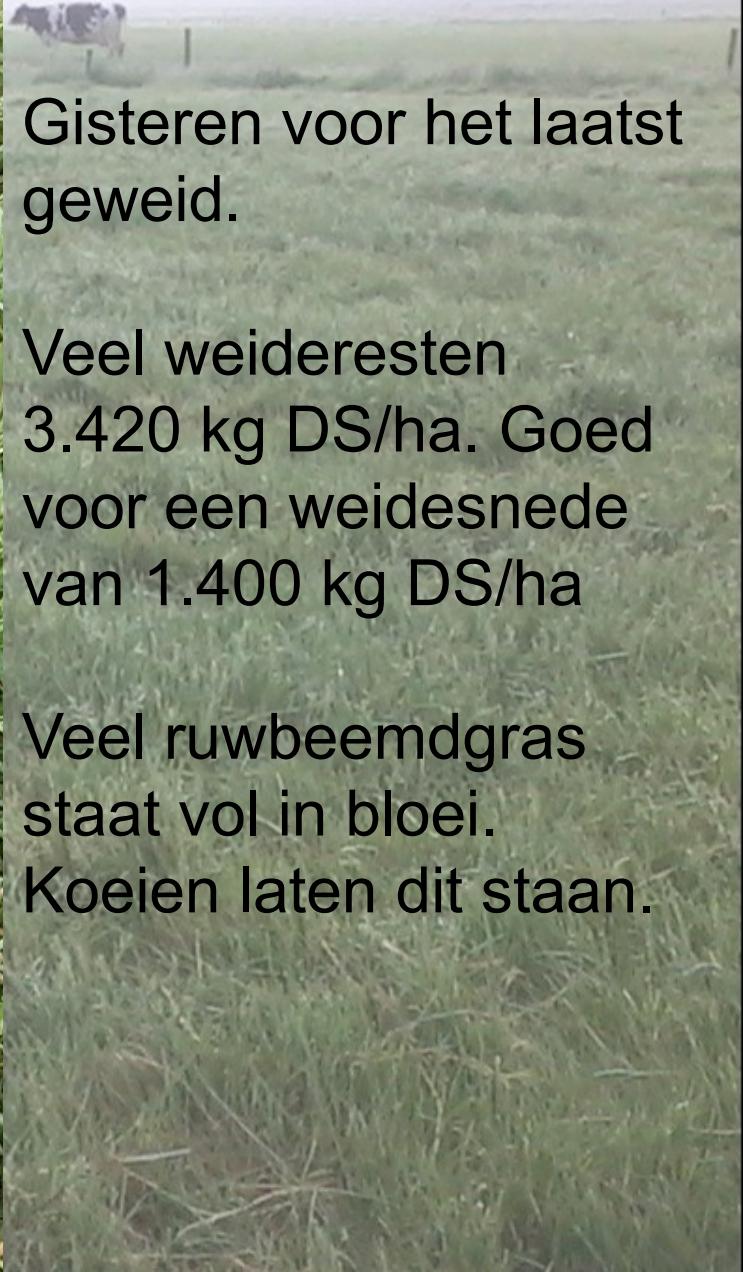 Gisteren voor het laatst
geweid.
Veel weideresten
3.420 kg DS/ha. Goed
voor een weidesnede
van 1.400 kg DS/ha
Veel ruwbeemdgras
staat vol in bloei.
Koeien laten dit staan.